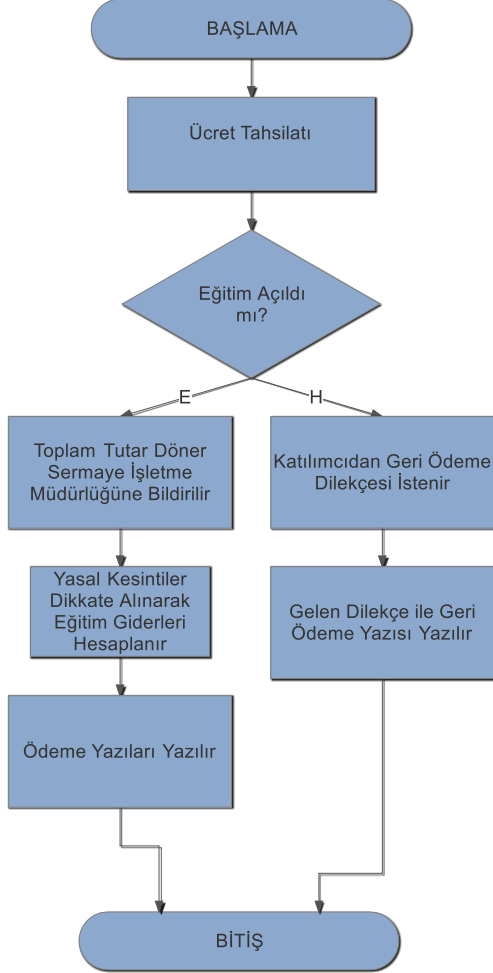 BAŞLAMA
Ücret Tahsilatı
Eğitim Açıldı
mı?
E
H
Toplam Tutar Döner
Sermaye İşletme
Müdürlüğüne Bildirilir
Katılımcıdan Geri Ödeme
Dilekçesi İstenir
Yasal Kesintiler
Dikkate Alınarak
Eğitim Giderleri
Hesaplanır
Gelen Dilekçe ile Geri
Ödeme Yazısı Yazılır
Ödeme Yazıları Yazılır
BİTİŞ